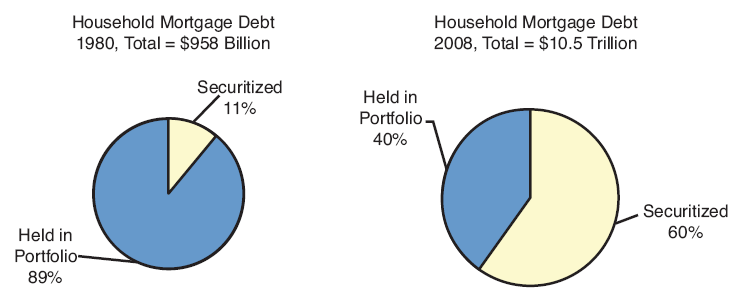 Household Mortgage Debt
1980, Total = $958 Billion
Securitized
11%
Held in
Portfolio
89%
Household Mortgage Debt
2008, Total = $10.5 Trillion
Held in
Portfolio
40%
Securitized
60%